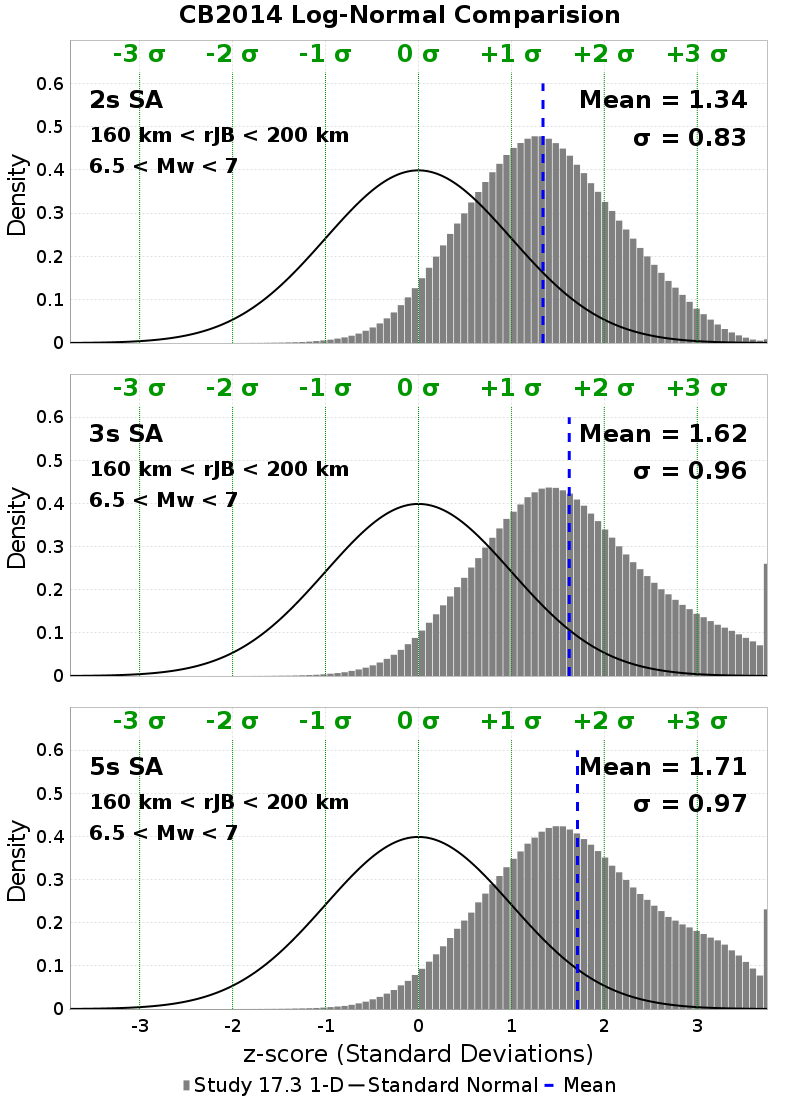 CB2014 Log-Normal Comparision
-3 σ -2 σ -1 σ 0 σ +1 σ +2 σ +3 σ
0.6
2s SA Mean = 1.34
0.5
160 km < rJB < 200 km σ = 0.83
6.5 < Mw < 7
0.4
0.3
0.2
0.1
0
Density
-3 σ -2 σ -1 σ 0 σ +1 σ +2 σ +3 σ
0.6
3s SA Mean = 1.62
0.5
160 km < rJB < 200 km σ = 0.96
6.5 < Mw < 7
0.4
0.3
0.2
0.1
0
Density
-3 σ -2 σ -1 σ 0 σ +1 σ +2 σ +3 σ
0.6
5s SA Mean = 1.71
0.5
160 km < rJB < 200 km σ = 0.97
6.5 < Mw < 7
0.4
0.3
0.2
0.1
0
Density
-3 -2 -1 0 1 2 3
z-score (Standard Deviations)
Study 17.3 1-D Standard Normal Mean